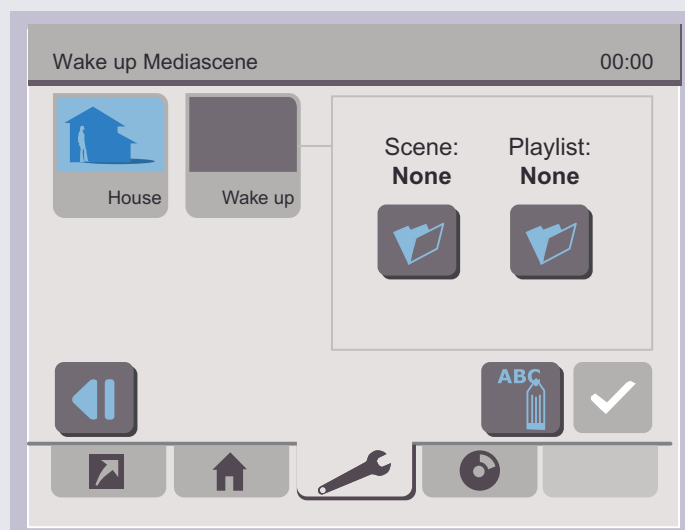 Wake up Mediascene 00:00
House
Wake up
Scene:
None
Playlist:
None
ABC